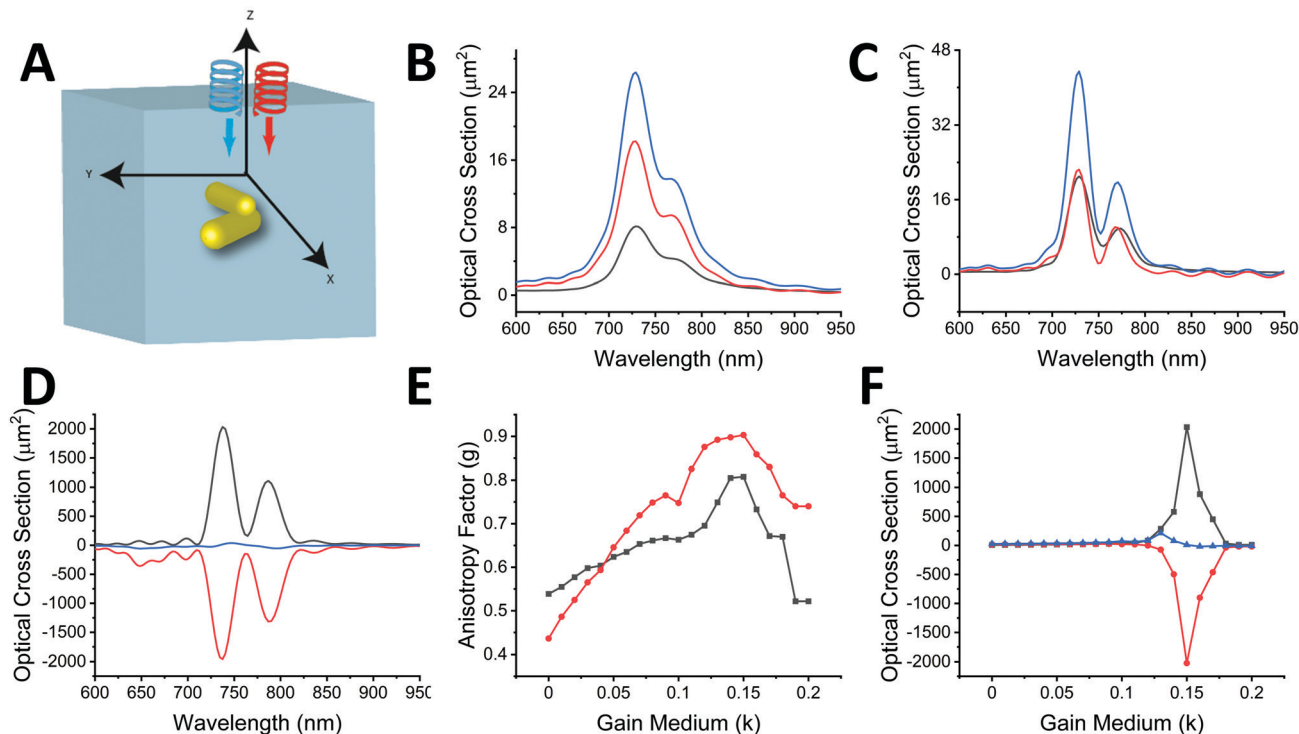 A
Z
Y
X
B
Optical Cross Section (μm²)
24
16
8
0
600 650 700 750 800 850 900 950
Wavelength (nm)
C
Optical Cross Section (μm²)
48
32
16
0
600 650 700 750 800 850 900 950
Wavelength (nm)
D
Optical Cross Section (μm²)
2000
1500
1000
500
0
-500
-1000
-1500
-2000
600 650 700 750 800 850 900 950
Wavelength (nm)
E
Anisotropy Factor (g)
0.9
0.8
0.7
0.6
0.5
0.4
0 0.05 0.1 0.15 0.2
Gain Medium (k)
F
Optical Cross Section (μm²)
2000
1500
1000
500
0
-500
-1000
-1500
-2000
0 0.05 0.1 0.15 0.2
Gain Medium (k)